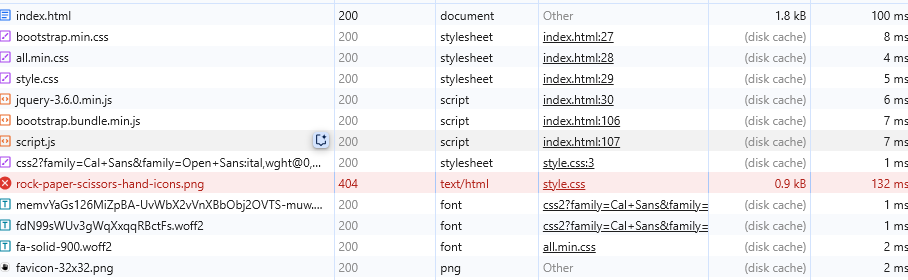 index.html 200 document Other 1.8 kB 100 ms
bootstrap.min.css 200 stylesheet index.html:27 (disk cache) 8 ms
all.min.css 200 stylesheet index.html:28 (disk cache) 4 ms
style.css 200 stylesheet index.html:29 (disk cache) 5 ms
jquery-3.6.0.min.js 200 script index.html:30 (disk cache) 6 ms
bootstrap.bundle.min.js 200 script index.html:106 (disk cache) 7 ms
script.js 200 script index.html:107 (disk cache) 7 ms
css2?family=Cal+Sans&family=Open+Sans:ital,wght@0,... 200 stylesheet style.css:3 (disk cache) 1 ms
rock-paper-scissors-hand-icons.png 404 text/html style.css 0.9 kB 132 ms
memvYaGs126MiZpBA-UvWbX2vVnXBbObj2OVTS-muw.... 200 font css2?family=Cal+Sans&family= (disk cache) 1 ms
fdN99sWUv3gWqXxqqRBctFs.woff2 200 font css2?family=Cal+Sans&family= (disk cache) 1 ms
fa-solid-900.woff2 200 font all.min.css (disk cache) 2 ms
favicon-32x32.png 200 png Other (disk cache) 2 ms